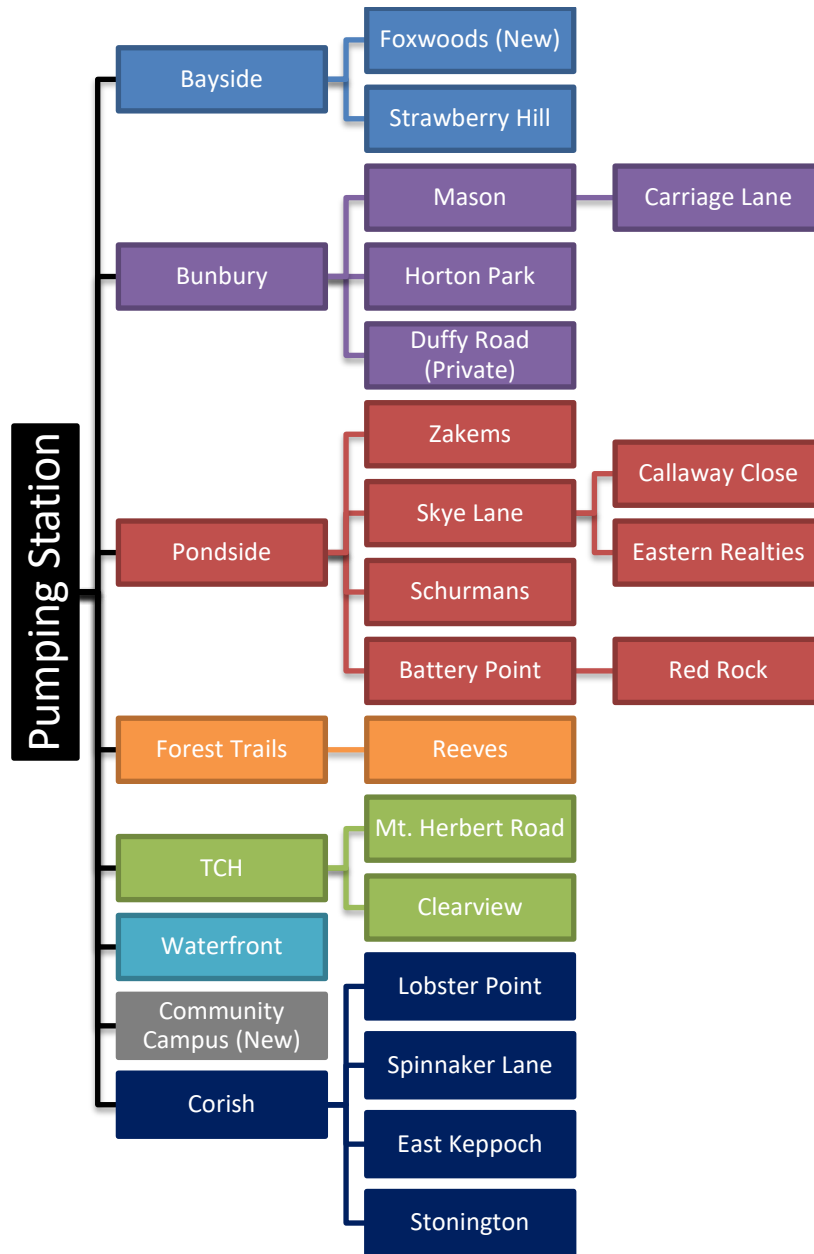 Pumping Station
Bayside
Foxwoods (New)
Strawberry Hill
Bunbury
Mason
Carriage Lane
Horton Park
Duffy Road
(Private)
Pondside
Zakems
Skye Lane
Callaway Close
Eastern Realties
Schurmans
Battery Point
Red Rock
Forest Trails
Reeves
TCH
Mt. Herbert Road
Clearview
Waterfront
Community
Campus (New)
Corish
Lobster Point
Spinnaker Lane
East Keppoch
Stonington